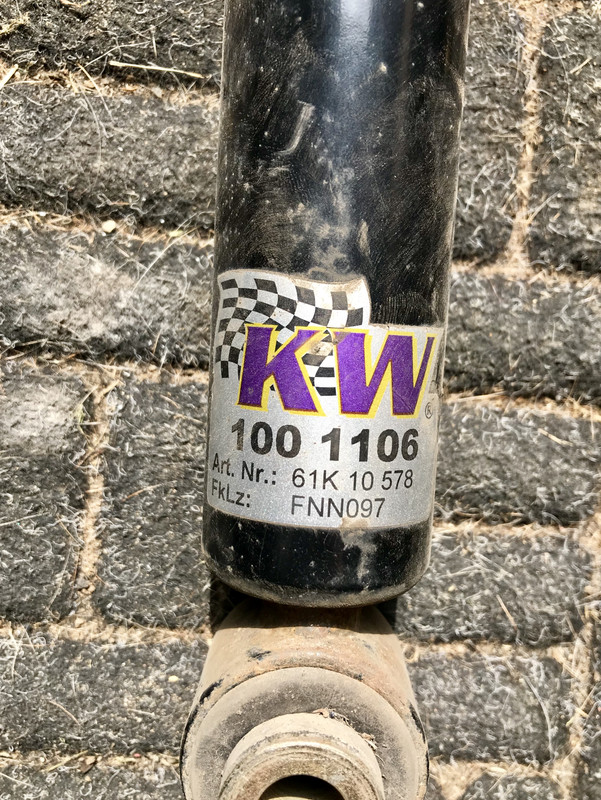 KW®
100 1106
Art. Nr.: 61K 10 578
FkLz: FNN097